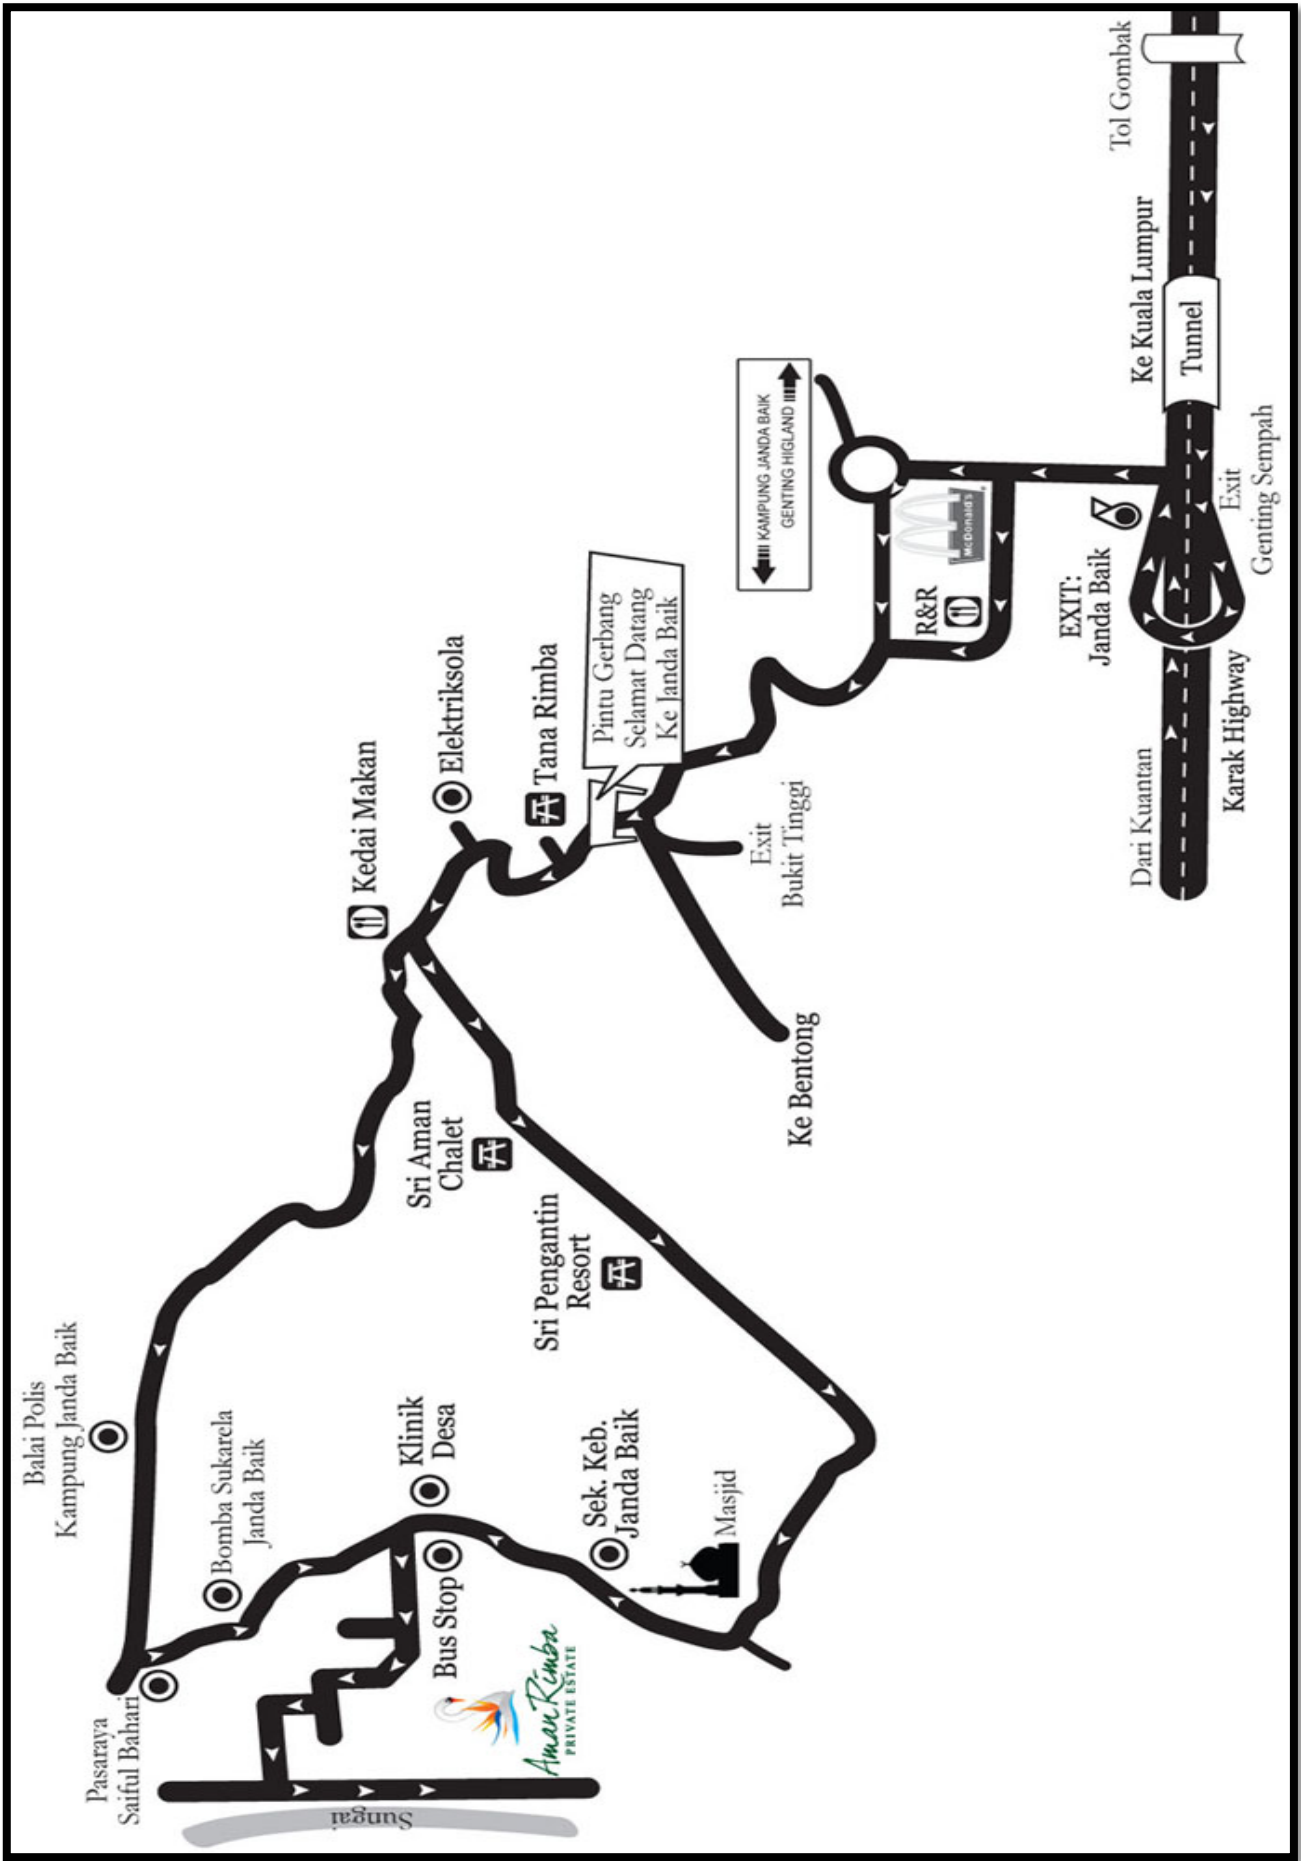 Balai Polis
Kampung Janda Baik
Bomba Sukarela
Janda Baik
Pasaraya
Saiful Bahari
Klinik
Desa
Bus Stop
Sungai
Aman Rimba
PRIVATE ESTATE
Sek. Keb.
Janda Baik
Masjid
Sri Aman
Chalet
Sri Pengantin
Resort
Kedai Makan
Elektriksola
Tana Rimba
Pintu Gerbang
Selamat Datang
Ke Janda Baik
Exit
Bukit Tinggi
Ke Bentong
KAMPUNG JANDA BAIK
GENTING HIGLAND
R&R
McDonald's
EXIT:
Janda Baik
Dari Kuantan
Karak Highway
Exit
Genting Sempah
Ke Kuala Lumpur
Tunnel
Tol Gombak